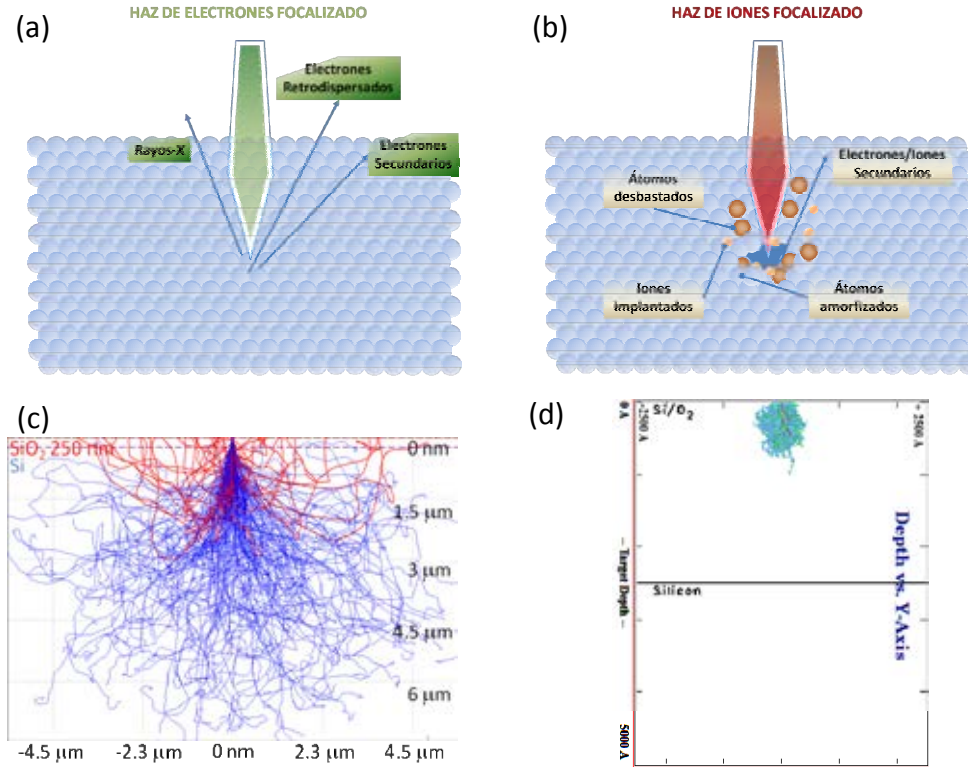 HAZ DE ELECTRONES FOCALIZADO
(a)
Electrones
Retrodispersados
Rayos-X
Electrones
Secundarios
HAZ DE IONES FOCALIZADO
(b)
Electrones/Iones
Secundarios
Átomos
desbastados
Iones
Implantados
Átomos
amorfizados
(c)
SiO₂ 250 nm
Si
0 nm
1.5 µm
3 µm
4.5 µm
6 µm
-4.5 µm
-2.3 µm
0 nm
2.3 µm
4.5 µm
(d)
0 A
Si/O₂
-2500 A
+ 2500 A
Depth vs. Y-Axis
-- Target Depth --
Silicon
5000 A